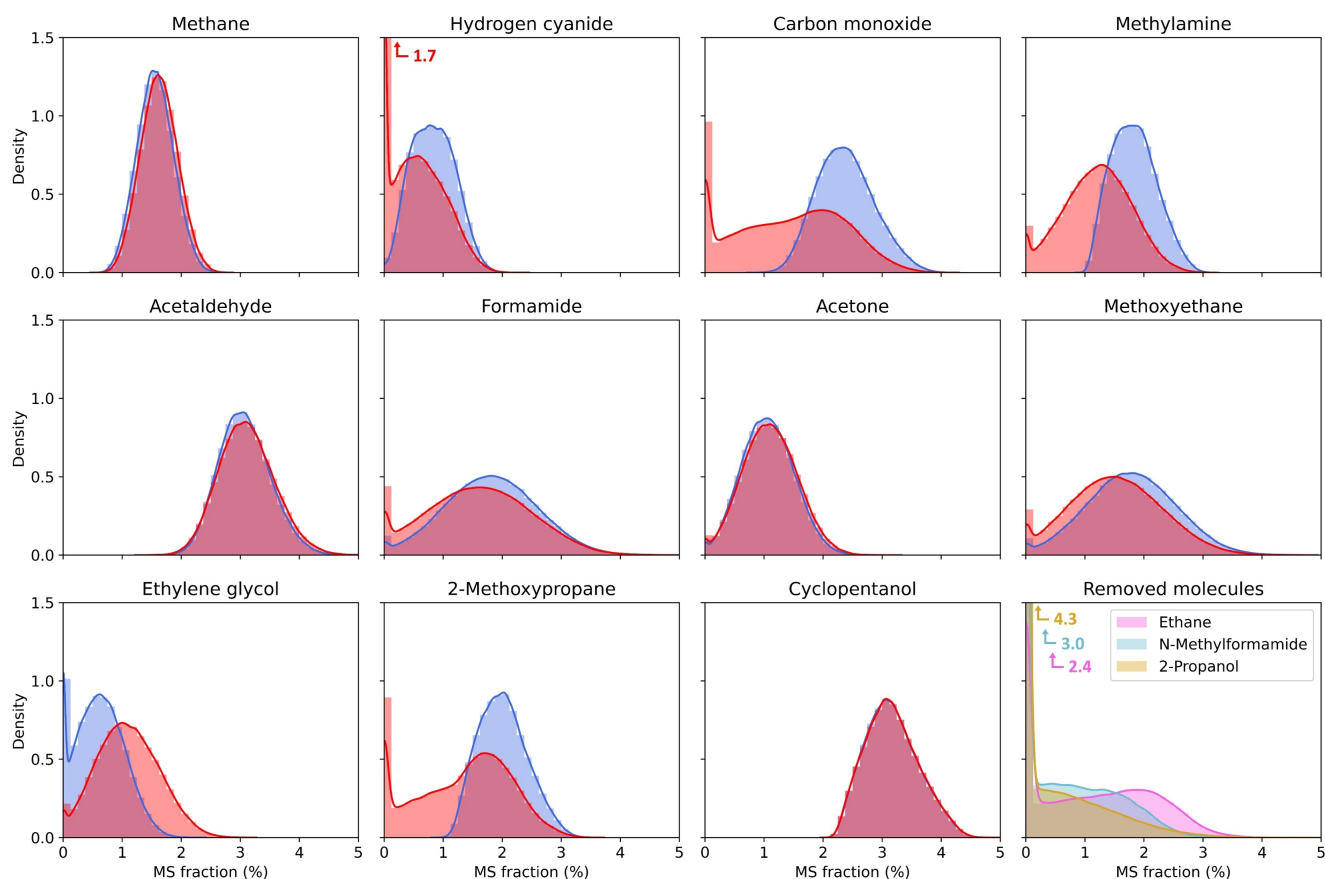 Methane
Hydrogen cyanide
Carbon monoxide
Methylamine
1.5
1.0
0.5
0.0
Density
1.7
Acetaldehyde
Formamide
Acetone
Methoxyethane
1.5
1.0
0.5
0.0
Density
Ethylene glycol
2-Methoxypropane
Cyclopentanol
Removed molecules
1.5
1.0
0.5
0.0
Density
4.3
3.0
2.4
Ethane
N-Methylformamide
2-Propanol
0 1 2 3 4 5
MS fraction (%)
0 1 2 3 4 5
MS fraction (%)
0 1 2 3 4 5
MS fraction (%)
0 1 2 3 4 5
MS fraction (%)